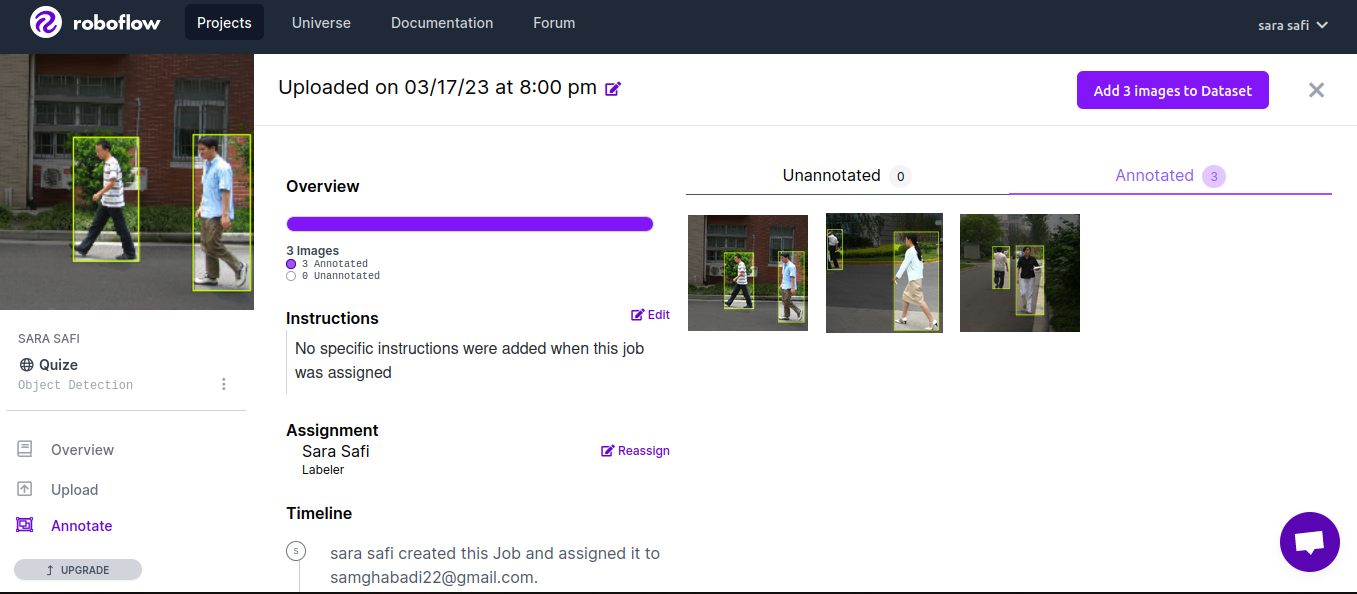 roboflow
Projects
Universe
Documentation
Forum
sara safi
Uploaded on 03/17/23 at 8:00 pm
Add 3 images to Dataset
SARA SAFI
Quize
Object Detection
Overview
Upload
Annotate
UPGRADE
Overview
3 Images
3 Annotated
0 Unannotated
Instructions
Edit
No specific instructions were added when this job
was assigned
Assignment
Sara Safi
Labeler
Reassign
Timeline
S
sara safi created this Job and assigned it to
samghabadi22@gmail.com.
Unannotated 0
Annotated 3